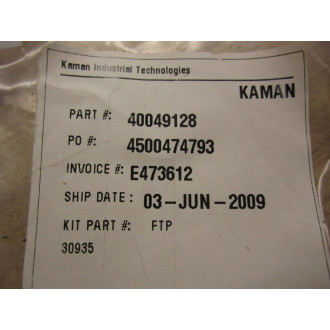 Kaman Industrial Technologies
KAMAN
PART #: 40049128
PO #: 4500474793
INVOICE #: E473612
SHIP DATE : 03-JUN-2009
KIT PART #: FTP
30935